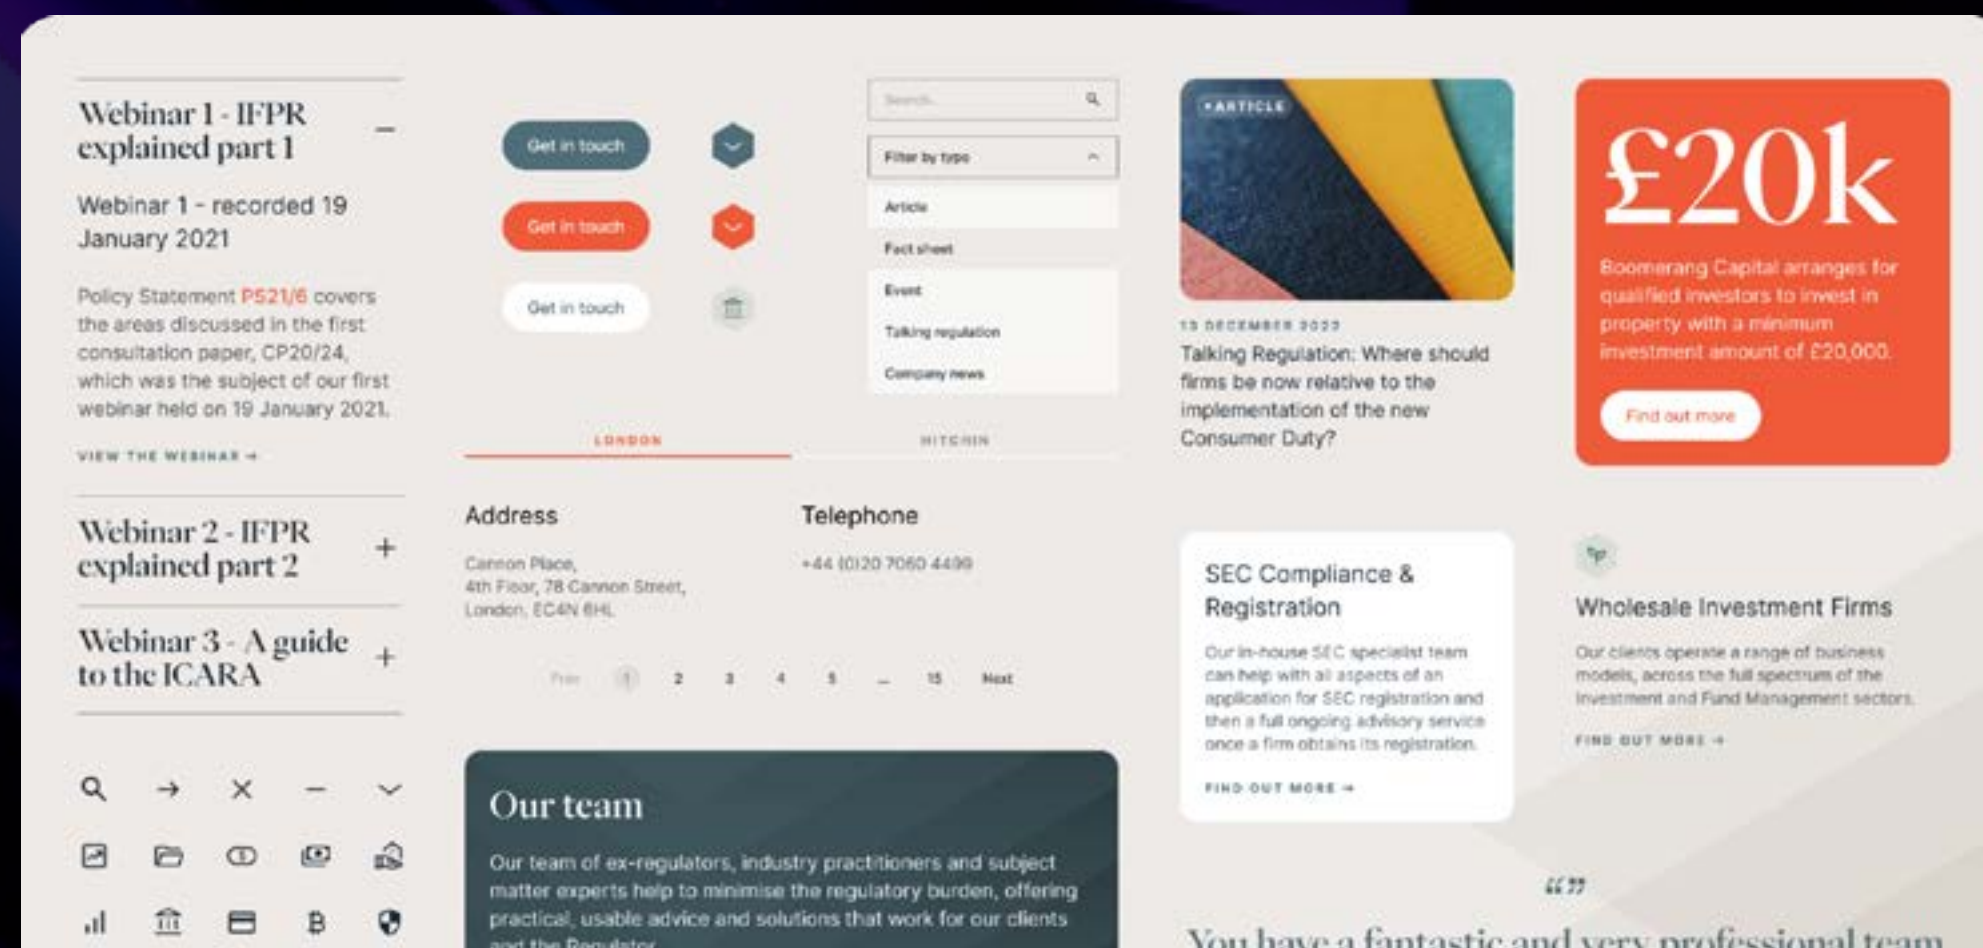 Webinar 1 - IFPR
explained part 1
Webinar 1 - recorded 19
January 2021
Policy Statement PS21/6 covers
the areas discussed in the first
consultation paper, CP20/24,
which was the subject of our first
webinar held on 19 January 2021.
VIEW THE WEBINAR →
Webinar 2 - IFPR
explained part 2
Webinar 3 - A guide
to the ICARA
Get in touch
Get in touch
Get in touch
Search...
Filter by type
Article
Fact sheet
Event
Talking regulation
Company news
LONDON
HITCHIN
Address
Cannon Place,
4th Floor, 78 Cannon Street,
London, EC4N 6HL
Telephone
+44 (0)20 7060 4499
Prev 1 2 3 4 5 ... 15 Next
Our team
Our team of ex-regulators, industry practitioners and subject
matter experts help to minimise the regulatory burden, offering
practical, usable advice and solutions that work for our clients
and the Regulator.
•ARTICLE
DECEMBER
Talking Regulation: Where should
firms be now relative to the
implementation of the new
Consumer Duty?
£20k
Boomerang Capital arranges for
qualified investors to invest in
property with a minimum
investment amount of £20,000.
Find out more
SEC Compliance &
Registration
Our in-house SEC specialist team
can help with all aspects of an
application for SEC registration and
then a full ongoing advisory service
once a firm obtains its registration.
FIND OUT MORE →
Wholesale Investment Firms
Our clients operate a range of business
models, across the full spectrum of the
Investment and Fund Management sectors.
FIND OUT MORE →
“”
You have a fantastic and very professional team